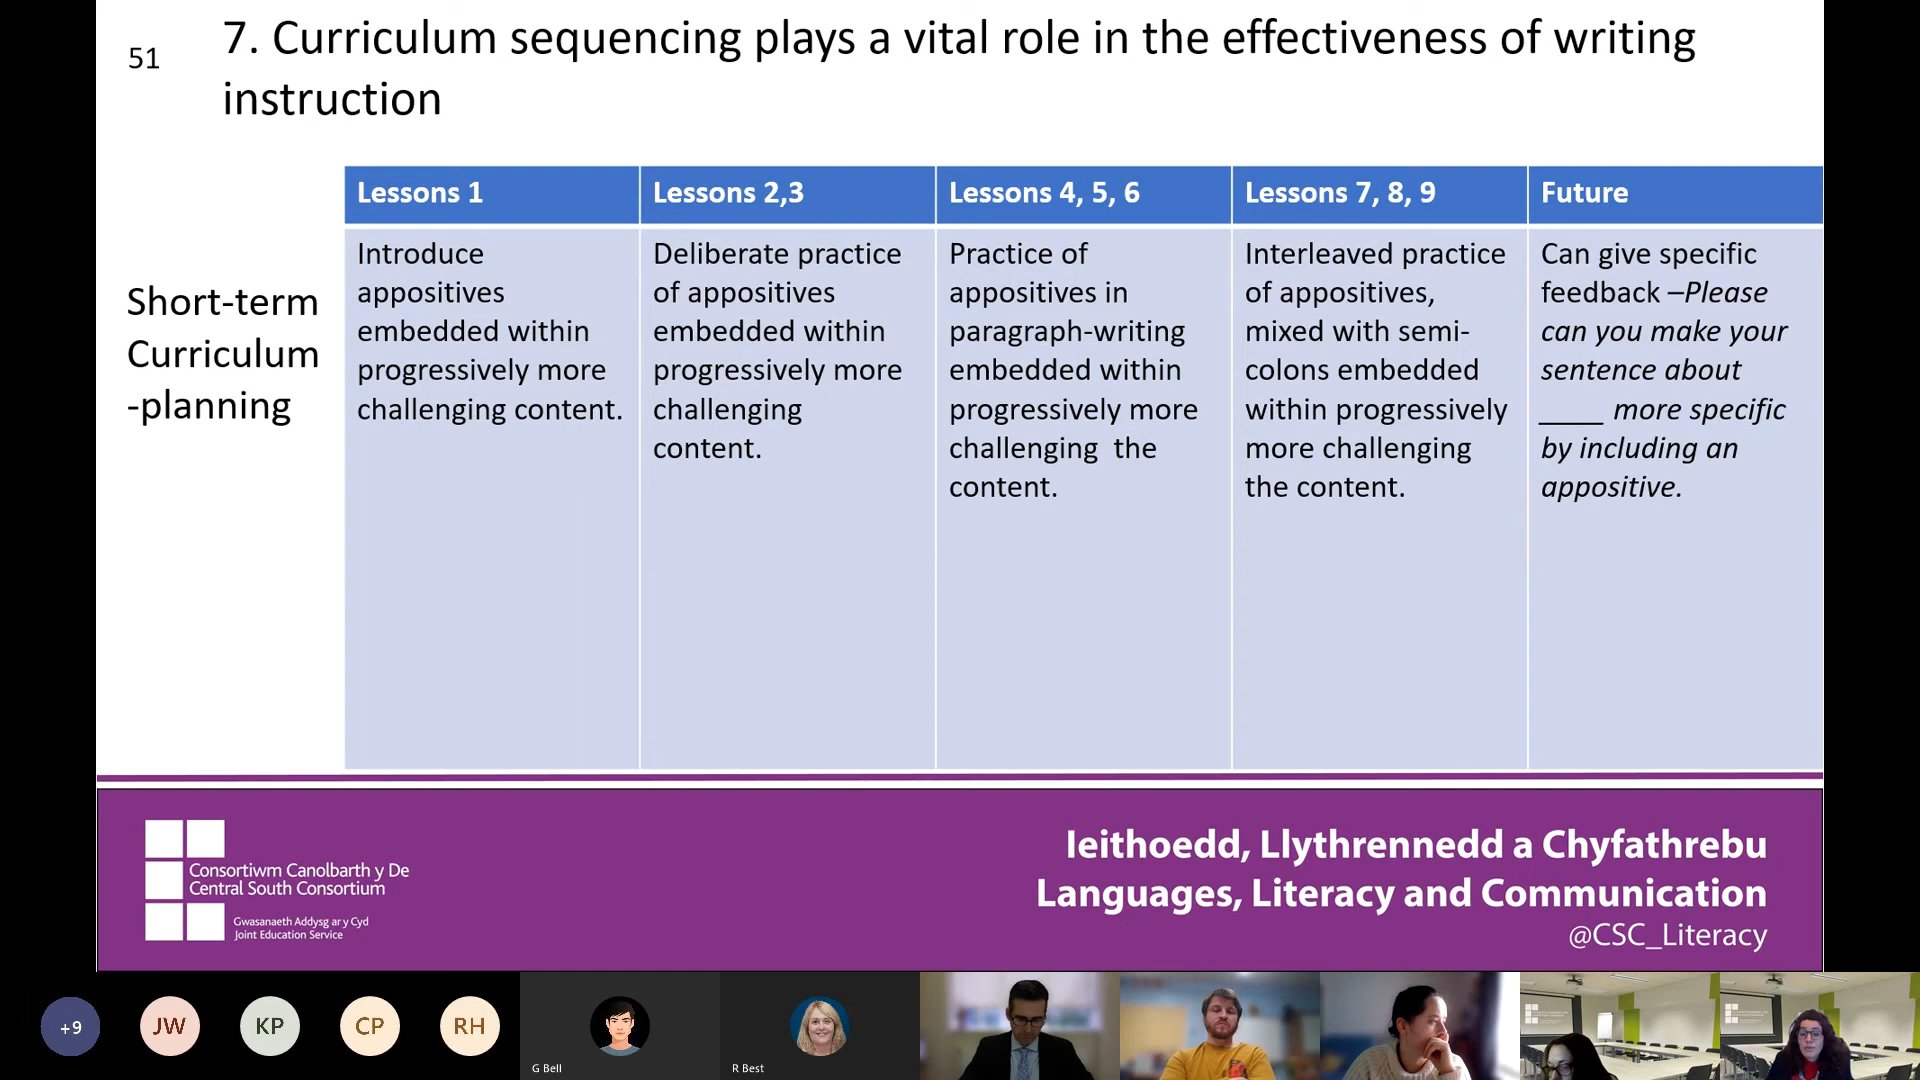 51
7. Curriculum sequencing plays a vital role in the effectiveness of writing
instruction
Short-term
Curriculum
-planning
Lessons 1
Introduce
appositives
embedded within
progressively more
challenging content.
Lessons 2,3
Deliberate practice
of appositives
embedded within
progressively more
challenging
content.
Lessons 4, 5, 6
Practice of
appositives in
paragraph-writing
embedded within
progressively more
challenging  the
content.
Lessons 7, 8, 9
Interleaved practice
of appositives,
mixed with semi-
colons embedded
within progressively
more challenging
the content.
Future
Can give specific
feedback –Please
can you make your
sentence about
____ more specific
by including an
appositive.
Consortiwm Canolbarth y De
Central South Consortium
Gwasanaeth Addysg ar y Cyd
Joint Education Service
Ieithoedd, Llythrennedd a Chyfathrebu
Languages, Literacy and Communication
@CSC_Literacy
+9
JW
KP
CP
RH
G Bell
R Best